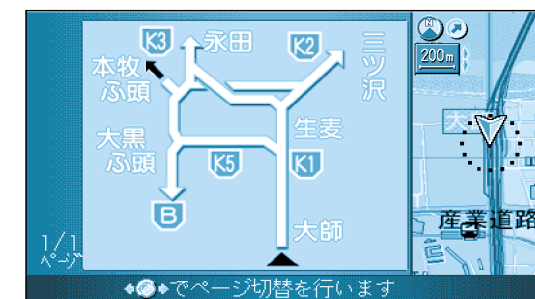 K3
永田
K2
本牧
ふ頭
三ツ沢
200m
大黒
ふ頭
生麦
K5
K1
B
大師
産業道路
1/1
ページ
でページ切替を行います